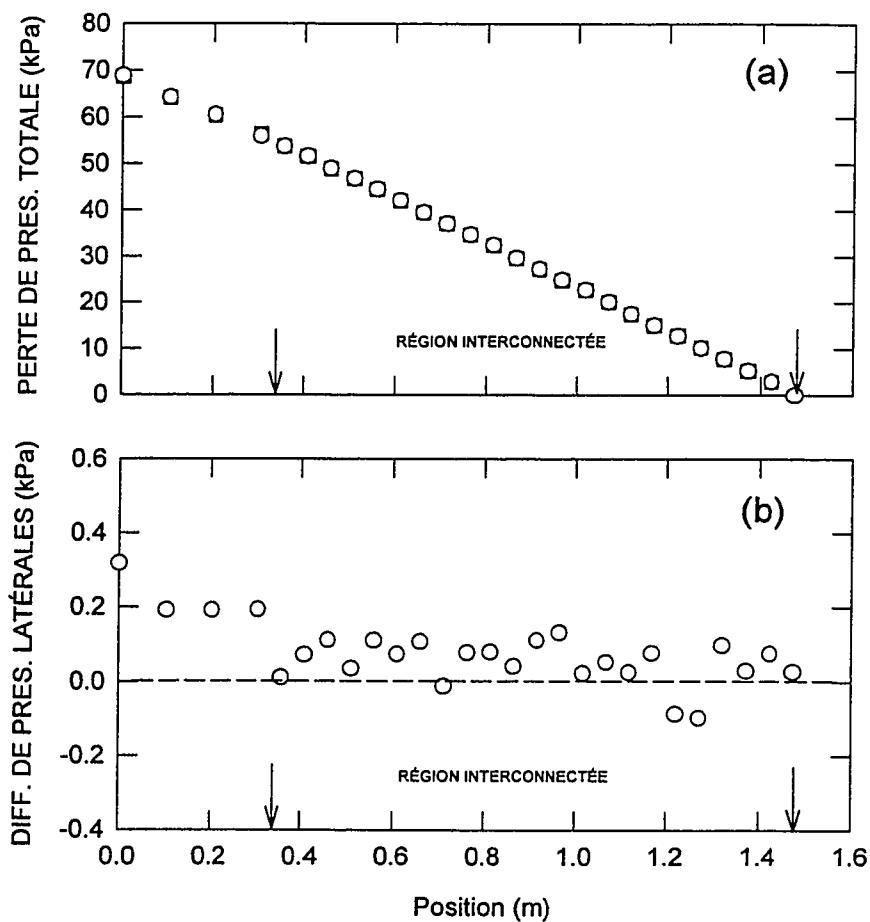 PERTE DE PRES. TOTALE (kPa)
80
70
60
50
40
30
20
10
0
(a)
RÉGION INTERCONNECTÉE
DIFF. DE PRES. LATÉRALES (kPa)
0.6
0.4
0.2
0.0
-0.2
-0.4
(b)
RÉGION INTERCONNECTÉE
0.0 0.2 0.4 0.6 0.8 1.0 1.2 1.4 1.6
Position (m)